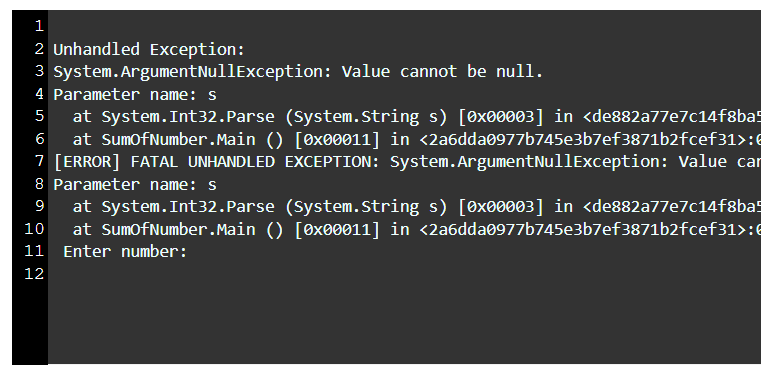 1
2 Unhandled Exception:
3 System.ArgumentNullException: Value cannot be null.
4 Parameter name: s
5   at System.Int32.Parse (System.String s) [0x00003] in <de882a77e7c14f8ba5
6   at SumOfNumber.Main () [0x00011] in <2a6dda0977b745e3b7ef3871b2fcef31>:0
7 [ERROR] FATAL UNHANDLED EXCEPTION: System.ArgumentNullException: Value can
8 Parameter name: s
9   at System.Int32.Parse (System.String s) [0x00003] in <de882a77e7c14f8ba5
10   at SumOfNumber.Main () [0x00011] in <2a6dda0977b745e3b7ef3871b2fcef31>:0
11  Enter number:
12